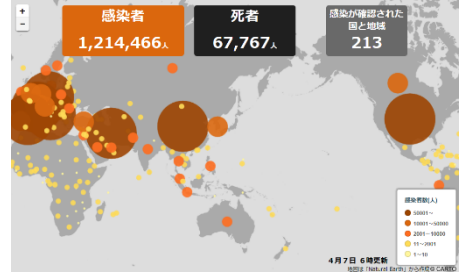 +
-
感染者
1,214,466人
死者
67,767人
感染が確認された
国と地域
213
感染者数(人)
50001~
10001~50000
2001~10000
11~2001
1~10
4月7日 6時更新
地図は「Natural Earth」から作成© CARTO